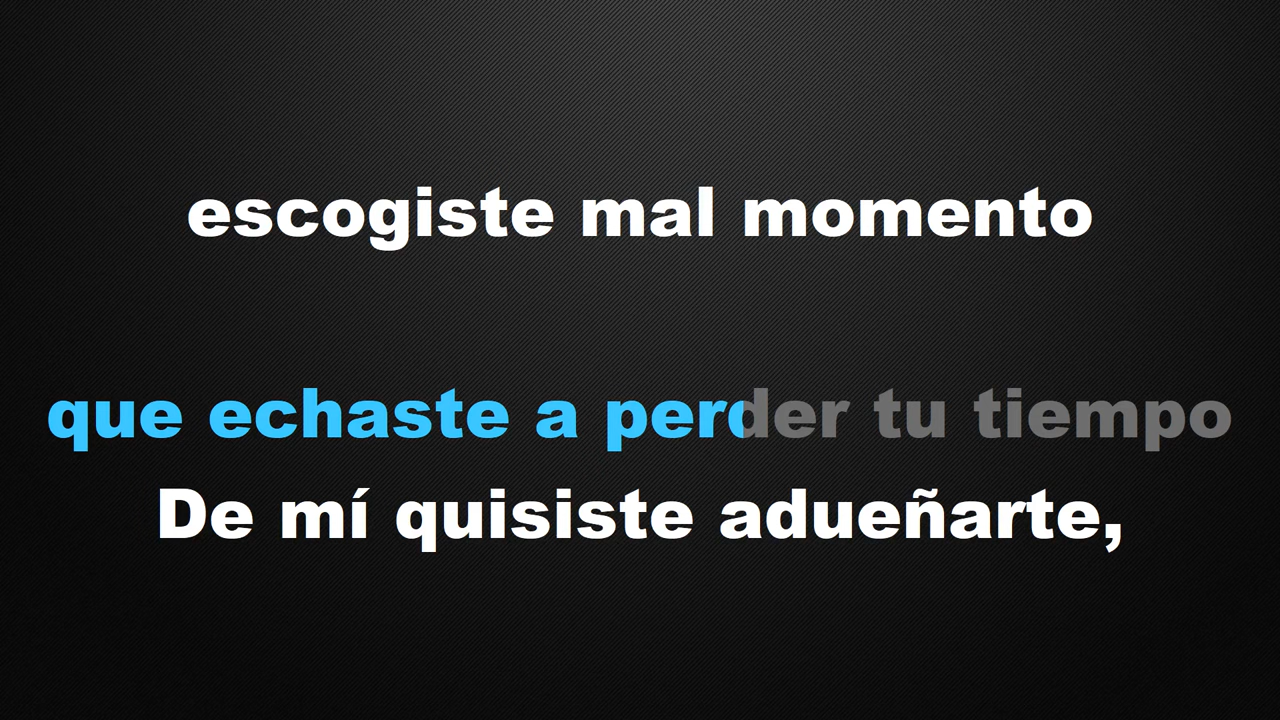 escogiste mal momento
que echaste a perder tu tiempo
De mí quisiste adueñarte,